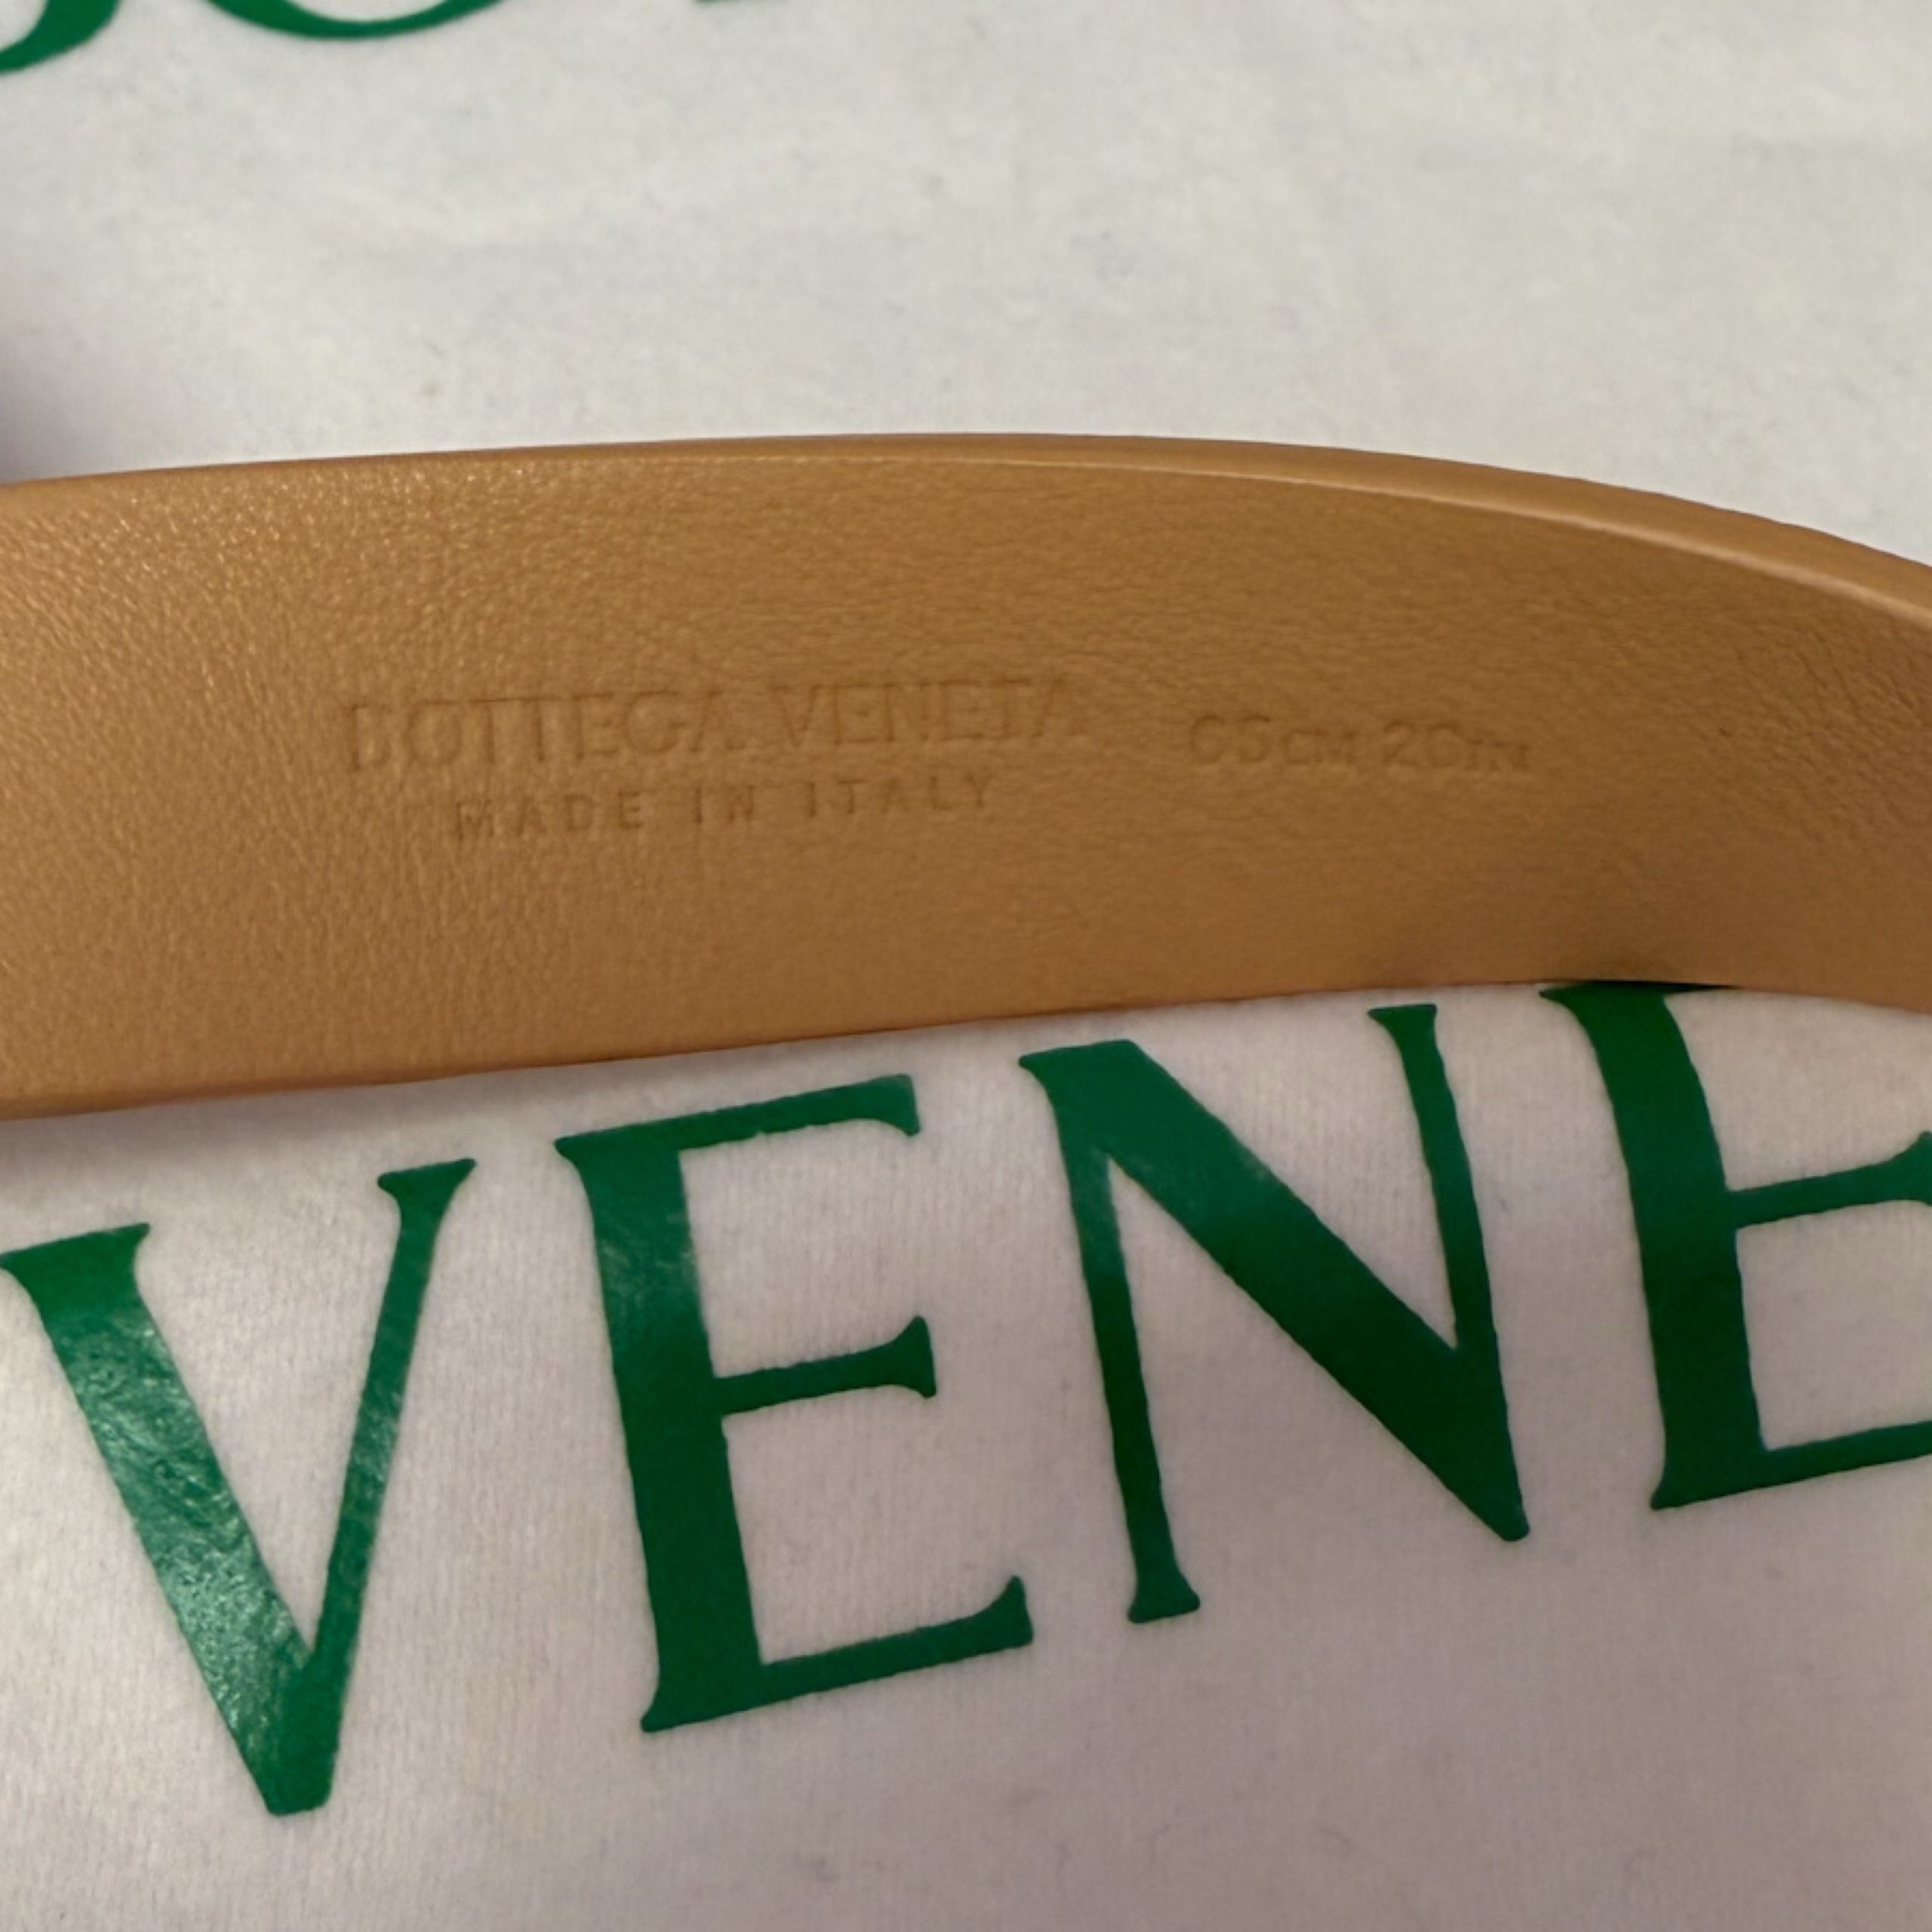 BOTTEGA VENETA 65CM 26IN
MADE IN ITALY
VENE